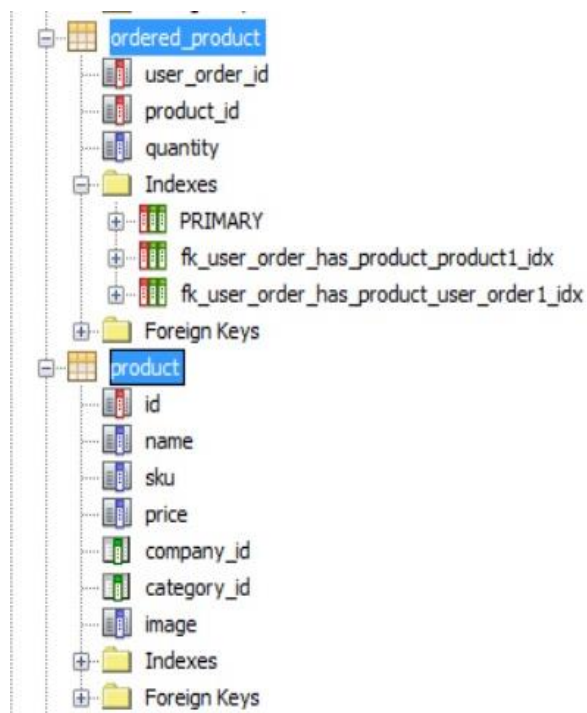 ordered_product
user_order_id
product_id
quantity
Indexes
PRIMARY
fk_user_order_has_product_product1_idx
fk_user_order_has_product_user_order1_idx
Foreign Keys
product
id
name
sku
price
company_id
category_id
image
Indexes
Foreign Keys